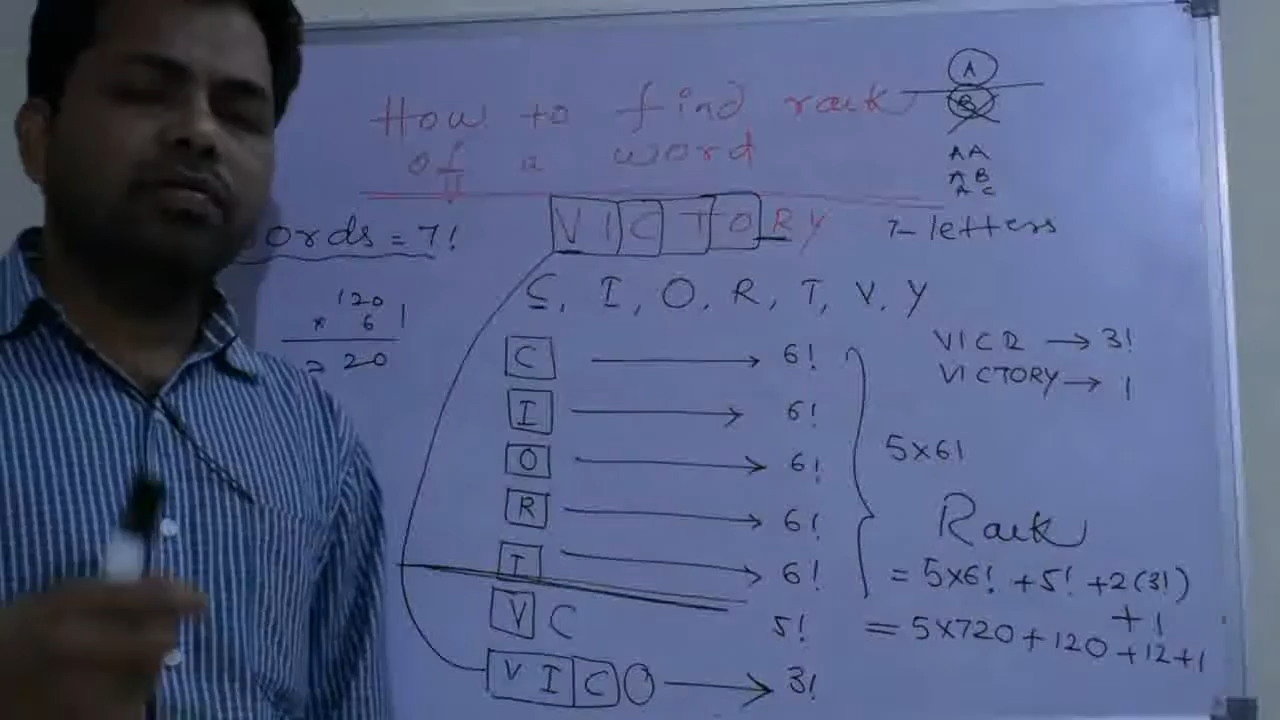 How to find rank
of a word
A
B
AA
AB
AC
ords = 7!
VICTORY
7-letters
120
× 6
20
C, I, O, R, T, V, Y
C → 6!
I → 6!
O → 6!
R → 6!
T → 6!
V C 5!
VICO → 3!
VICR → 3!
VICTORY → 1
5×6!
Rank
= 5×6! + 5! + 2(3!)
+ 1
= 5×720 + 120 + 12 + 1